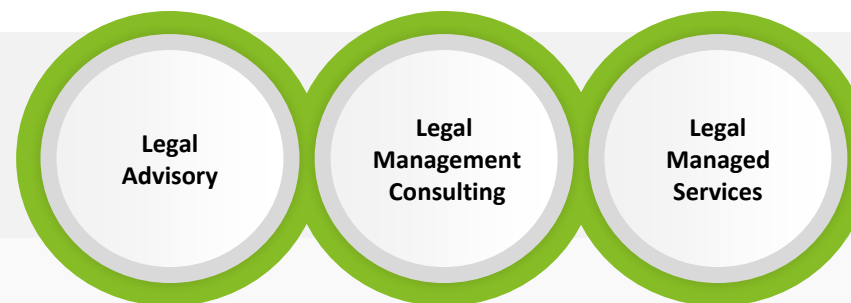 Legal
Advisory
Legal
Management
Consulting
Legal
Managed
Services